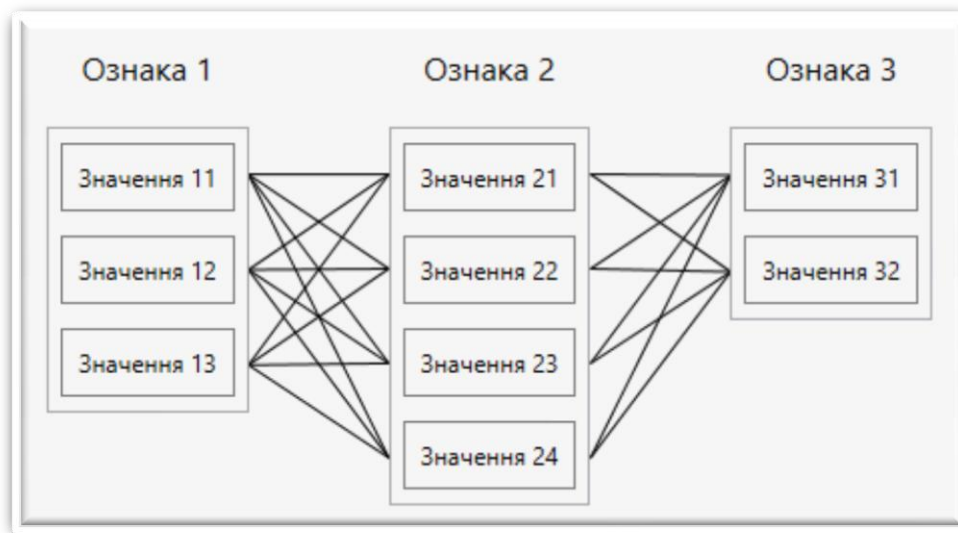 Ознака 1
Ознака 2
Ознака 3
Значення 11
Значення 21
Значення 31
Значення 12
Значення 22
Значення 32
Значення 13
Значення 23
Значення 24